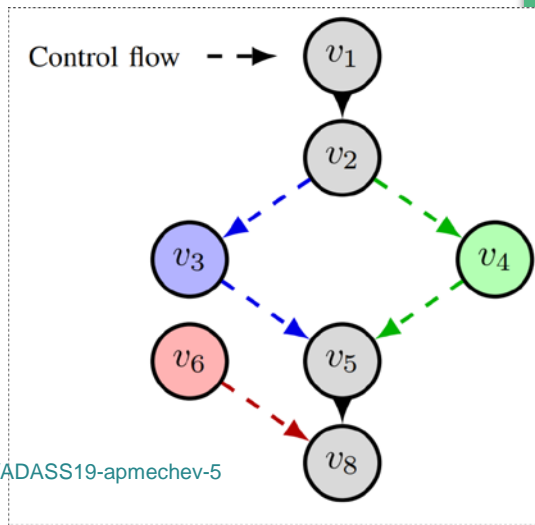 Control flow
v1
v2
v3
v4
v6
v5
ADASS19-apmechev-5
v8